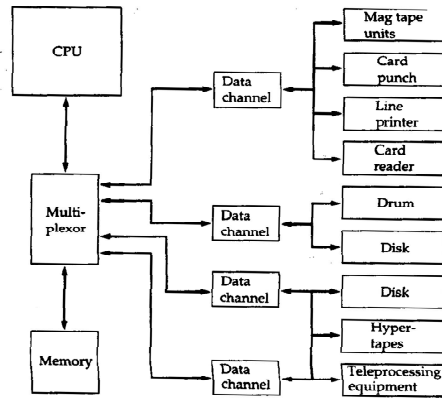 CPU
Multi-
plexor
Memory
Data
channel
Data
channel
Data
channel
Data
channel
Mag tape
units
Card
punch
Line
printer
Card
reader
Drum
Disk
Disk
Hyper-
tapes
Teleprocessing
equipment